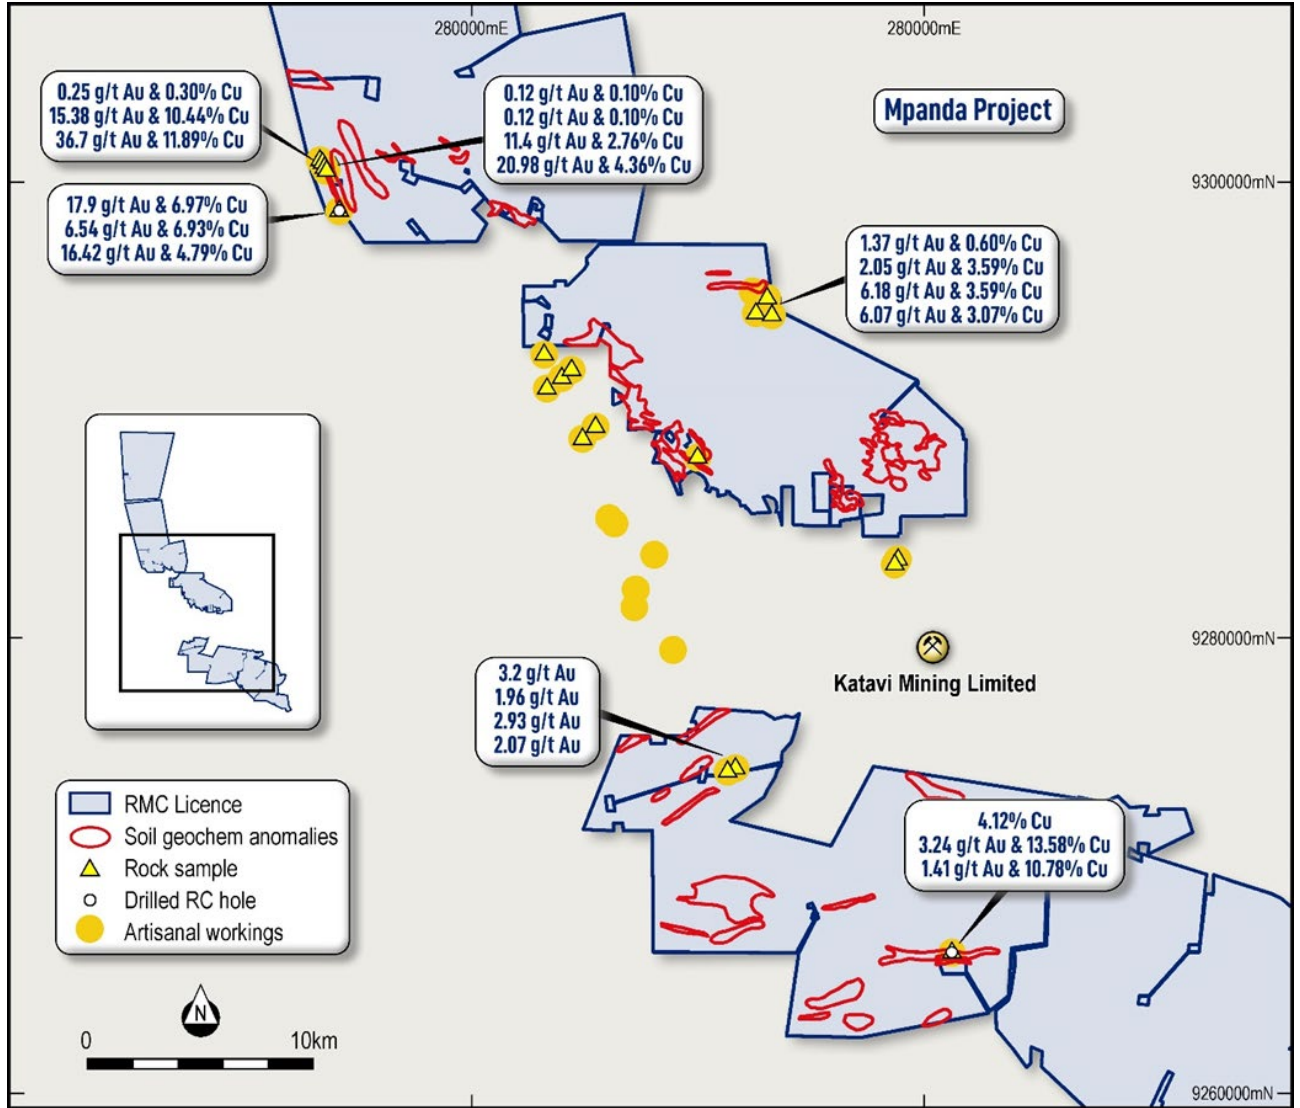 280000mE
280000mE
Mpanda Project
0.25 g/t Au & 0.30% Cu
15.38 g/t Au & 10.44% Cu
36.7 g/t Au & 11.89% Cu
0.12 g/t Au & 0.10% Cu
0.12 g/t Au & 0.10% Cu
11.4 g/t Au & 2.76% Cu
20.98 g/t Au & 4.36% Cu
9300000mN
17.9 g/t Au & 6.97% Cu
6.54 g/t Au & 6.93% Cu
16.42 g/t Au & 4.79% Cu
1.37 g/t Au & 0.60% Cu
2.05 g/t Au & 3.59% Cu
6.18 g/t Au & 3.59% Cu
6.07 g/t Au & 3.07% Cu
9280000mN
Katavi Mining Limited
3.2 g/t Au
1.96 g/t Au
2.93 g/t Au
2.07 g/t Au
4.12% Cu
3.24 g/t Au & 13.58% Cu
1.41 g/t Au & 10.78% Cu
RMC Licence
Soil geochem anomalies
Rock sample
Drilled RC hole
Artisanal workings
N
0 10km
9260000mN